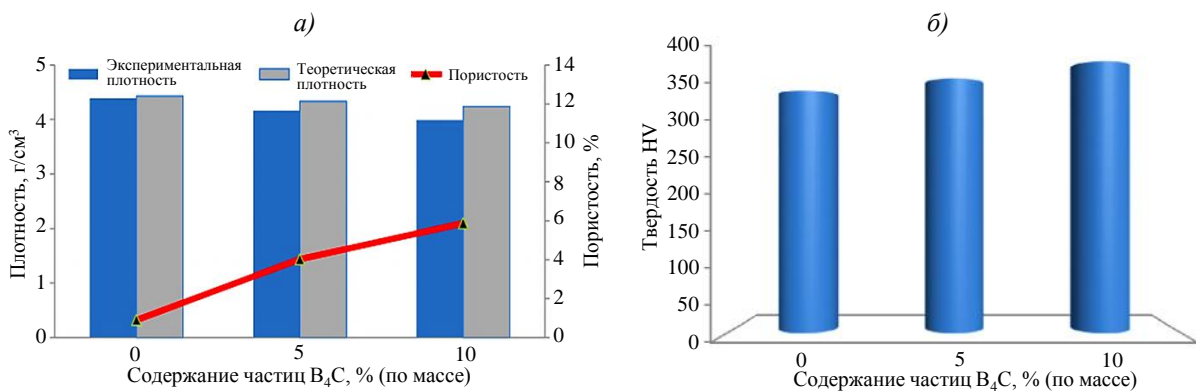 а)
Экспериментальная плотность
Теоретическая плотность
Пористость
Плотность, г/см³
5
4
3
2
1
0
14
12
10
8
6
4
2
0
Пористость, %
0 5 10
Содержание частиц B₄C, % (по массе)
б)
Твердость HV
400
350
300
250
200
150
100
50
0
0 5 10
Содержание частиц B₄C, % (по массе)